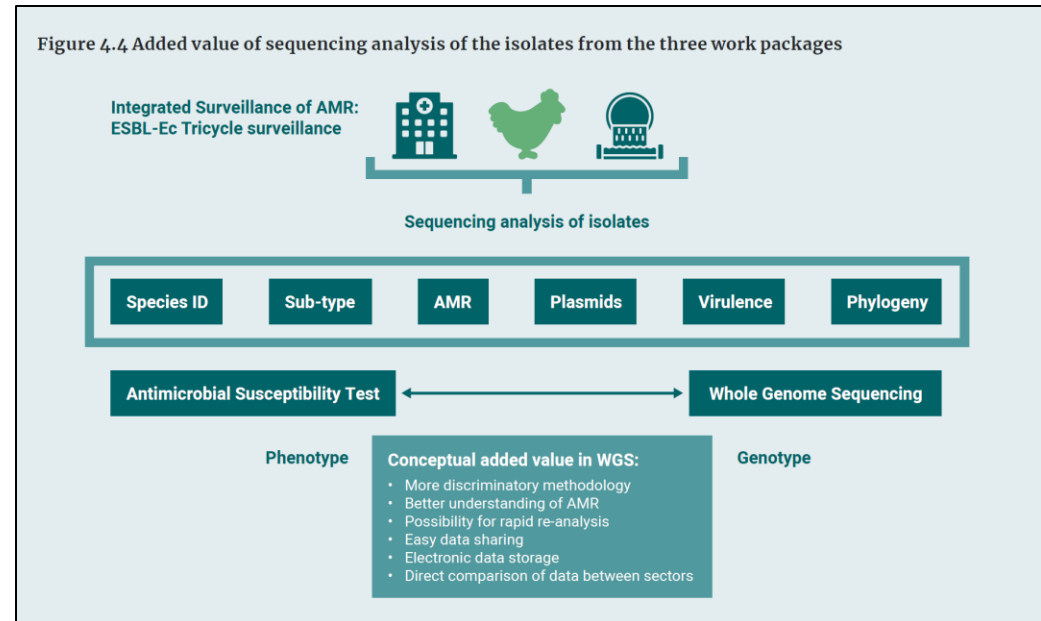 Figure 4.4 Added value of sequencing analysis of the isolates from the three work packages
Integrated Surveillance of AMR:
ESBL-Ec Tricycle surveillance
Sequencing analysis of isolates
Species ID
Sub-type
AMR
Plasmids
Virulence
Phylogeny
Antimicrobial Susceptibility Test
Whole Genome Sequencing
Phenotype
Conceptual added value in WGS:
• More discriminatory methodology
• Better understanding of AMR
• Possibility for rapid re-analysis
• Easy data sharing
• Electronic data storage
• Direct comparison of data between sectors
Genotype